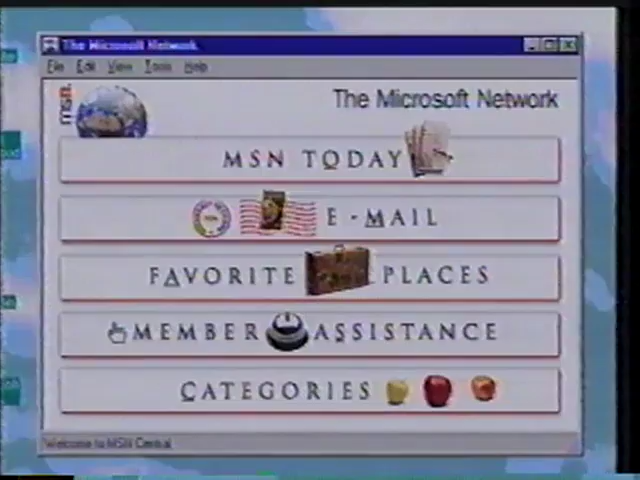 The Microsoft Network
File Edit View Tools Help
msn.
The Microsoft Network
MSN TODAY
E-MAIL
FAVORITE PLACES
MEMBER ASSISTANCE
CATEGORIES
Welcome to MSN Central